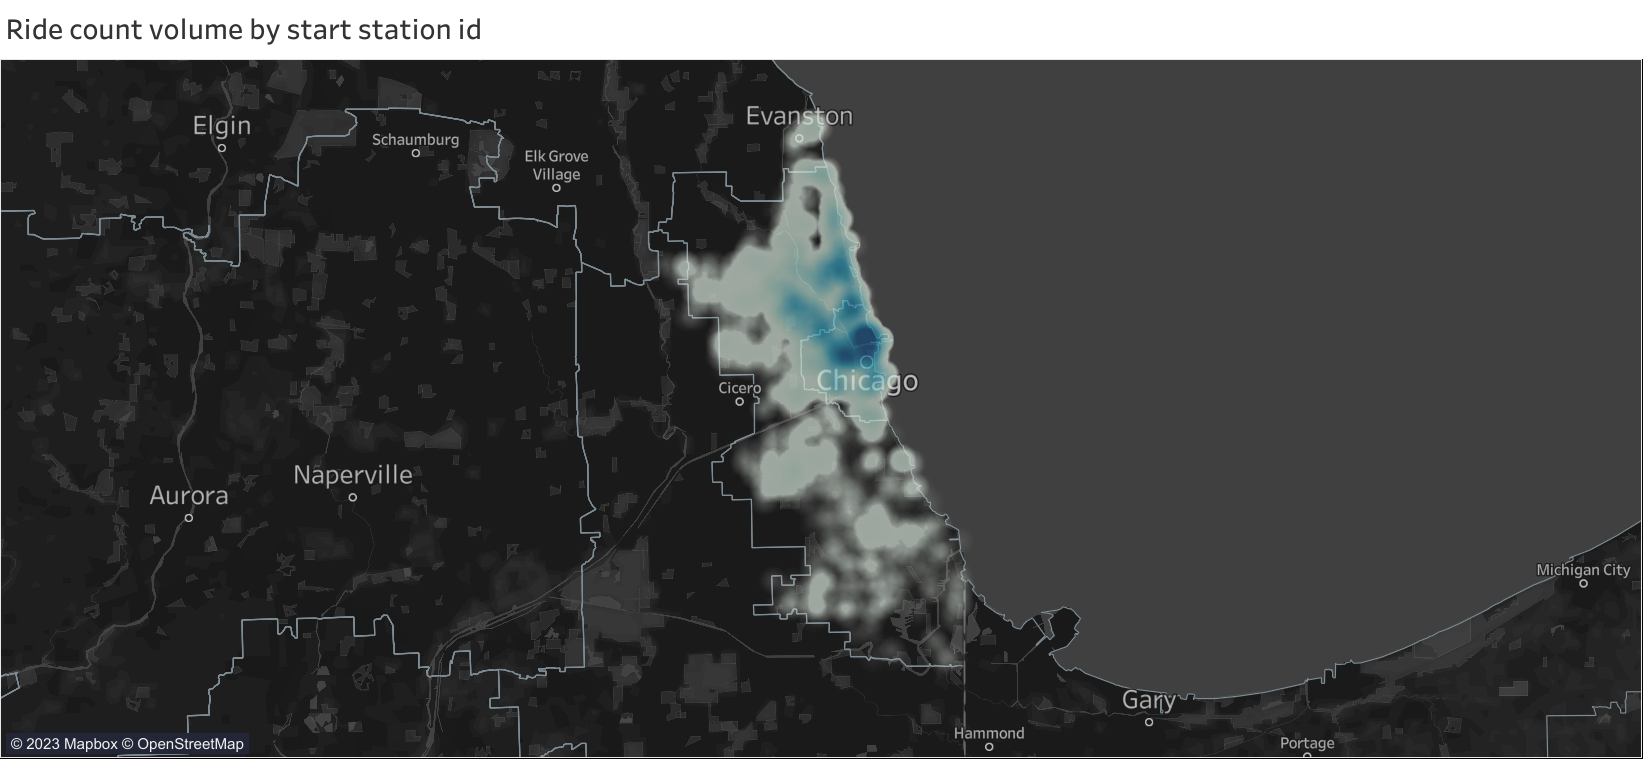 Ride count volume by start station id
Evanston
Elgin
Schaumburg
Elk Grove
Village
Chicago
Cicero
Naperville
Aurora
Michigan City
Gary
Hammond
Portage
© 2023 Mapbox © OpenStreetMap